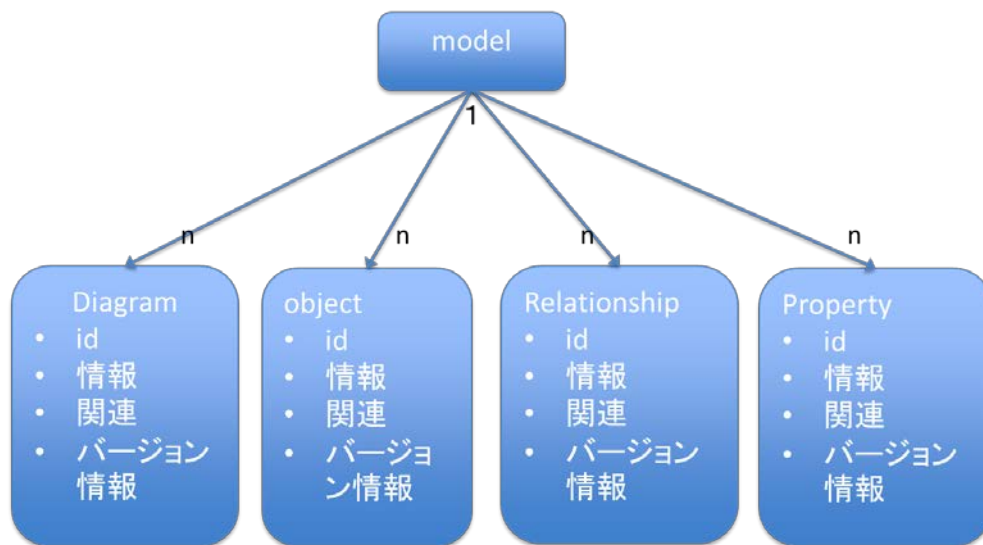 model
1
n
n
n
n
Diagram
• id
• 情報
• 関連
• バージョン
情報
object
• id
• 情報
• 関連
• バージョ
ン情報
Relationship
• id
• 情報
• 関連
• バージョン
情報
Property
• id
• 情報
• 関連
• バージョン
情報